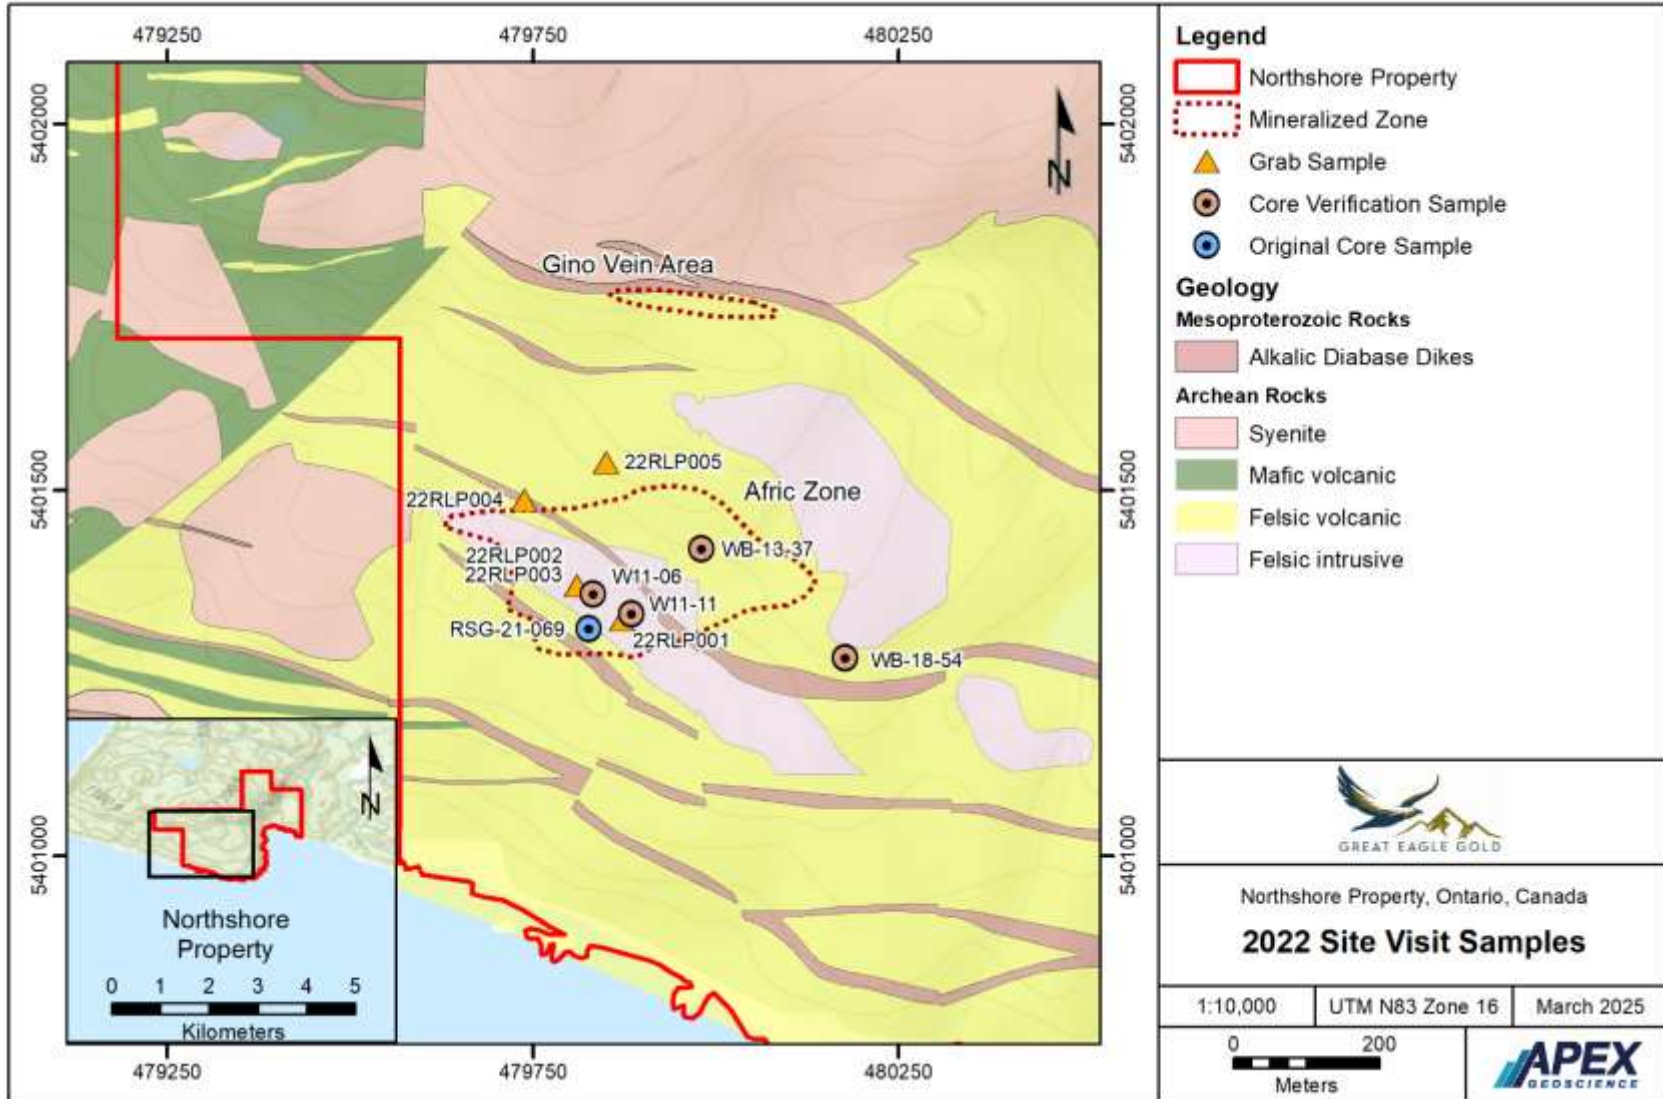 479250
479750
480250
5402000
5402000
N
Gino Vein Area
22RLP005
5401500
Afric Zone
5401500
22RLP004
22RLP002
WB-13-37
22RLP003
W11-06
W11-11
RSG-21-069
22RLP001
WB-18-54
N
5401000
5401000
Northshore
Property
0 1 2 3 4 5
Kilometers
479250
479750
480250
Legend
Northshore Property
Mineralized Zone
Grab Sample
Core Verification Sample
Original Core Sample
Geology
Mesoproterozoic Rocks
Alkalic Diabase Dikes
Archean Rocks
Syenite
Mafic volcanic
Felsic volcanic
Felsic intrusive
GREAT EAGLE GOLD
Northshore Property, Ontario, Canada
2022 Site Visit Samples
1:10,000
UTM N83 Zone 16
March 2025
0 200
Meters
APEX
GEOSCIENCE